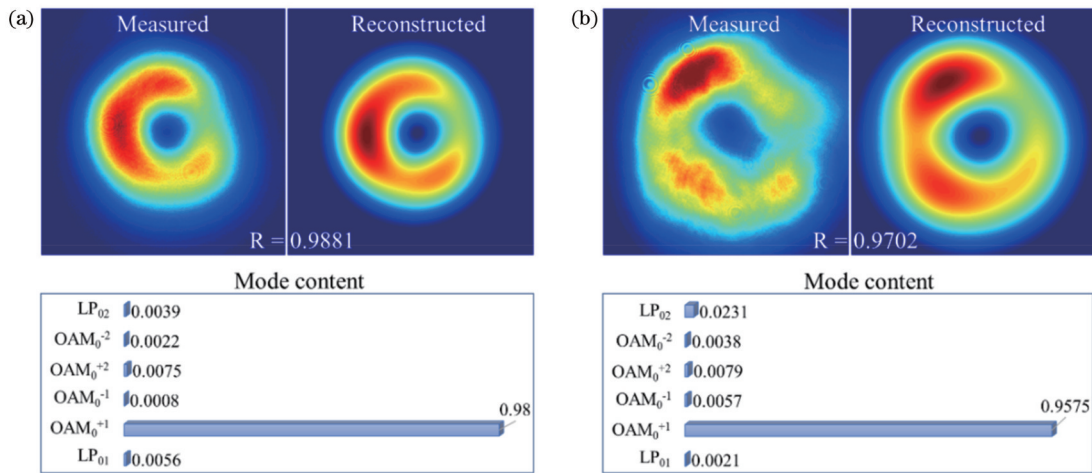 (a)
Measured
Reconstructed
R = 0.9881
Mode content
LP₀₂ 0.0039
OAM₀⁻² 0.0022
OAM₀⁺² 0.0075
OAM₀⁻¹ 0.0008
OAM₀⁺¹ 0.98
LP₀₁ 0.0056
(b)
Measured
Reconstructed
R = 0.9702
Mode content
LP₀₂ 0.0231
OAM₀⁻² 0.0038
OAM₀⁺² 0.0079
OAM₀⁻¹ 0.0057
OAM₀⁺¹ 0.9575
LP₀₁ 0.0021